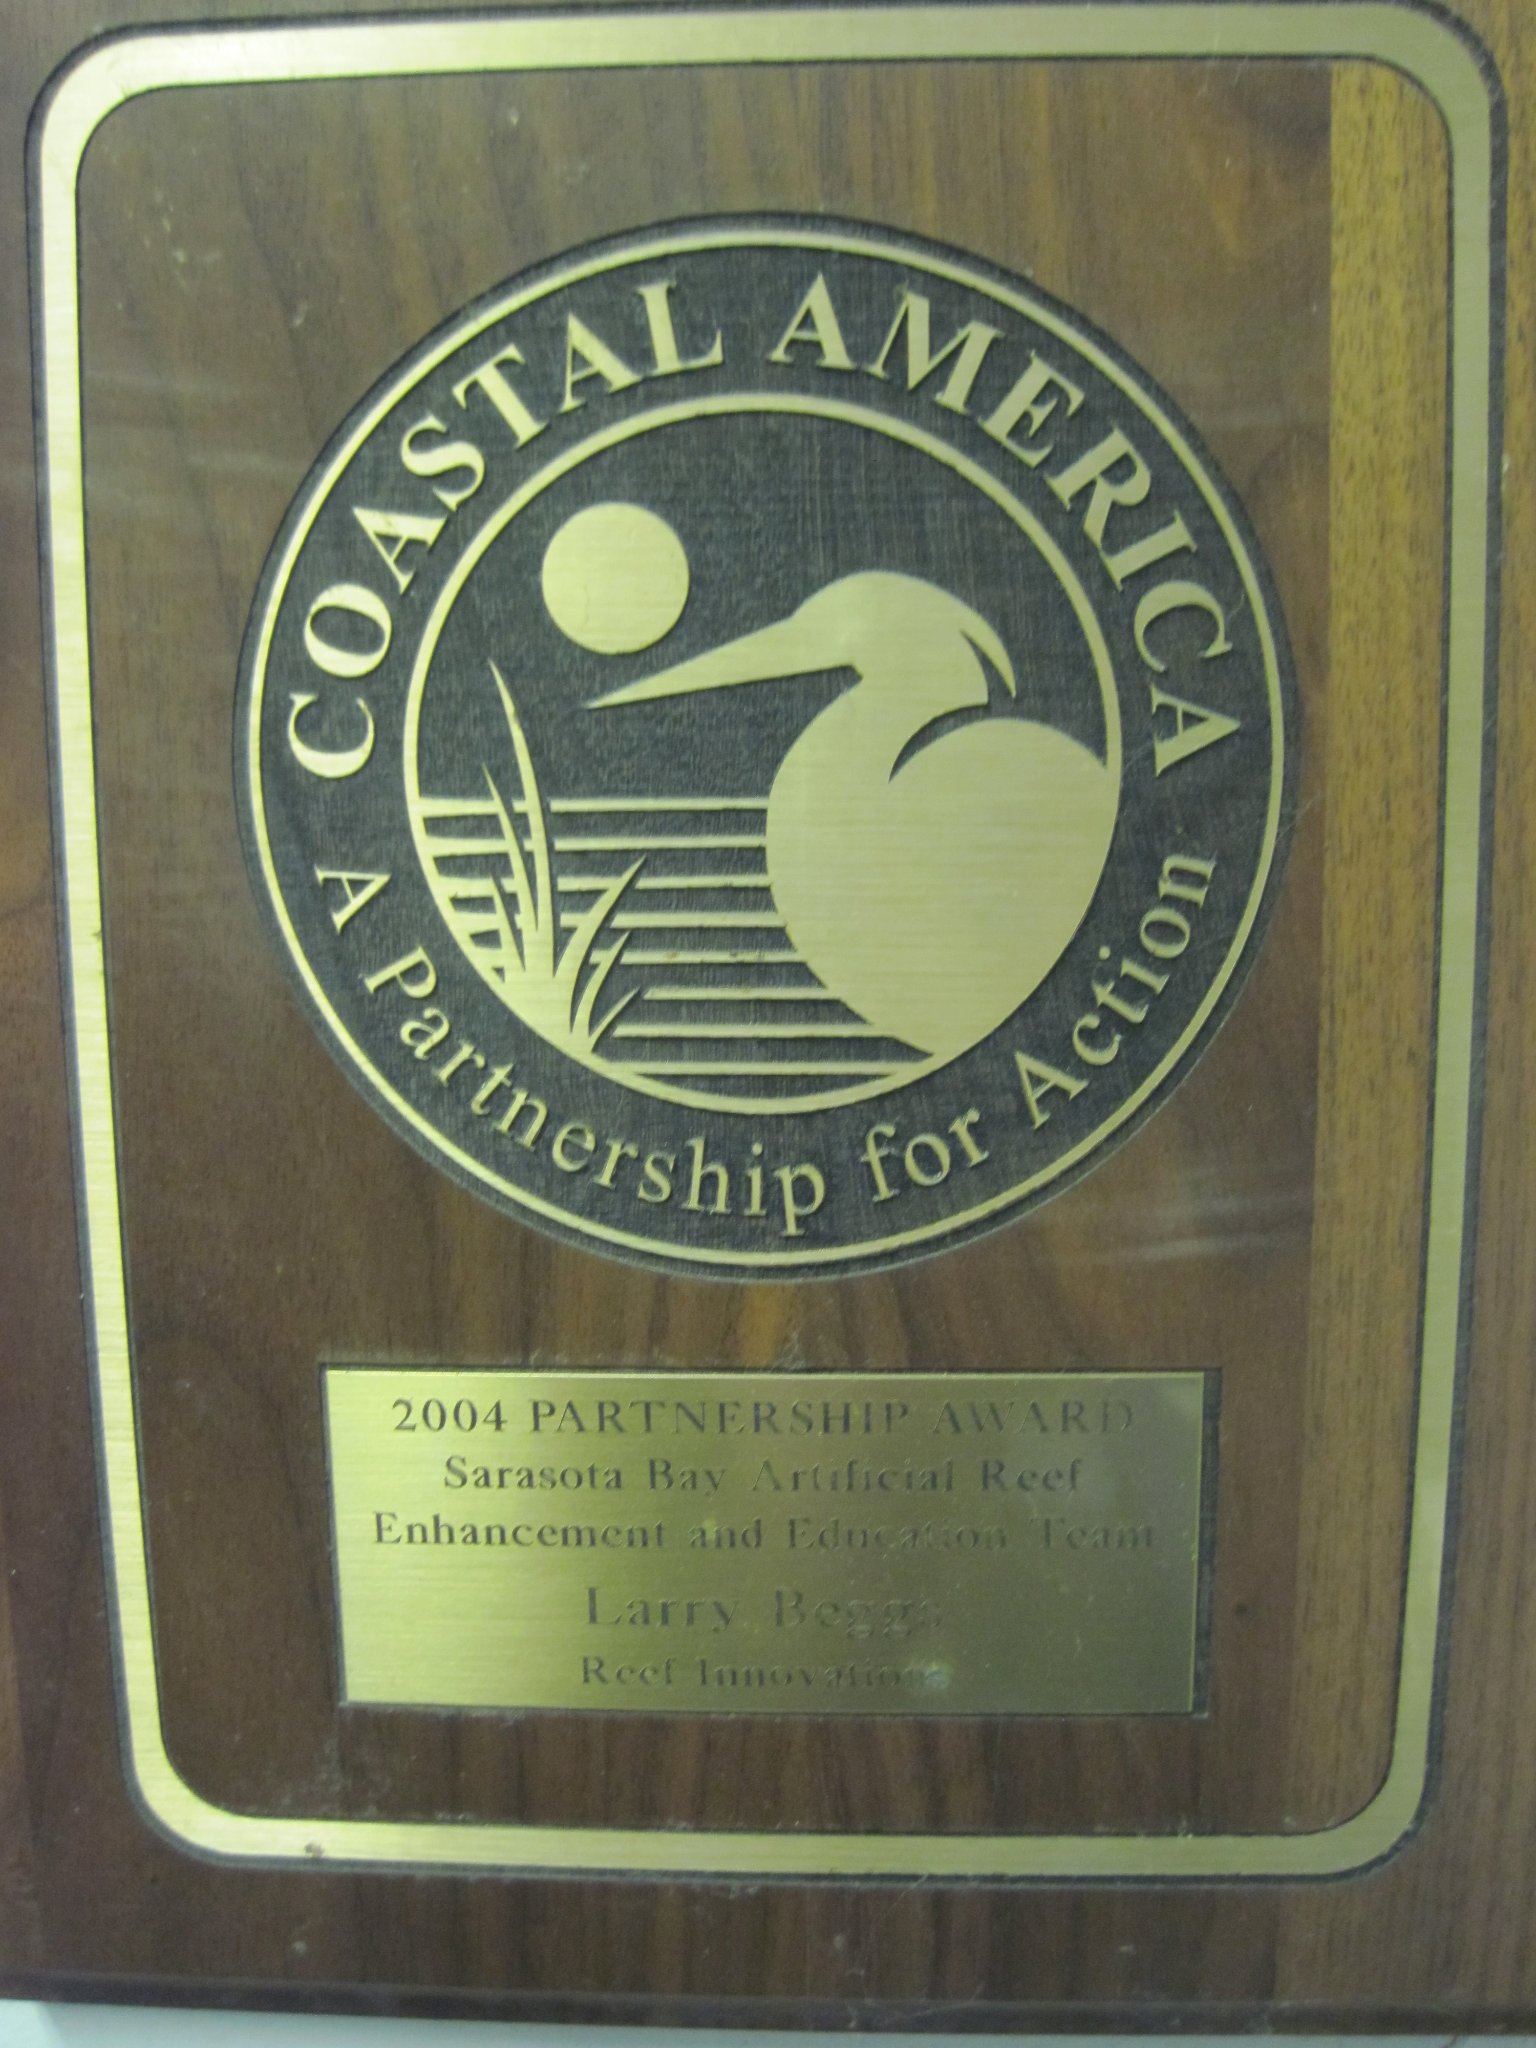 COASTAL AMERICA
A Partnership for Action
2004 PARTNERSHIP AWARD
Sarasota Bay Artificial Reef
Enhancement and Education Team
Larry Beggs
Reef Innovations